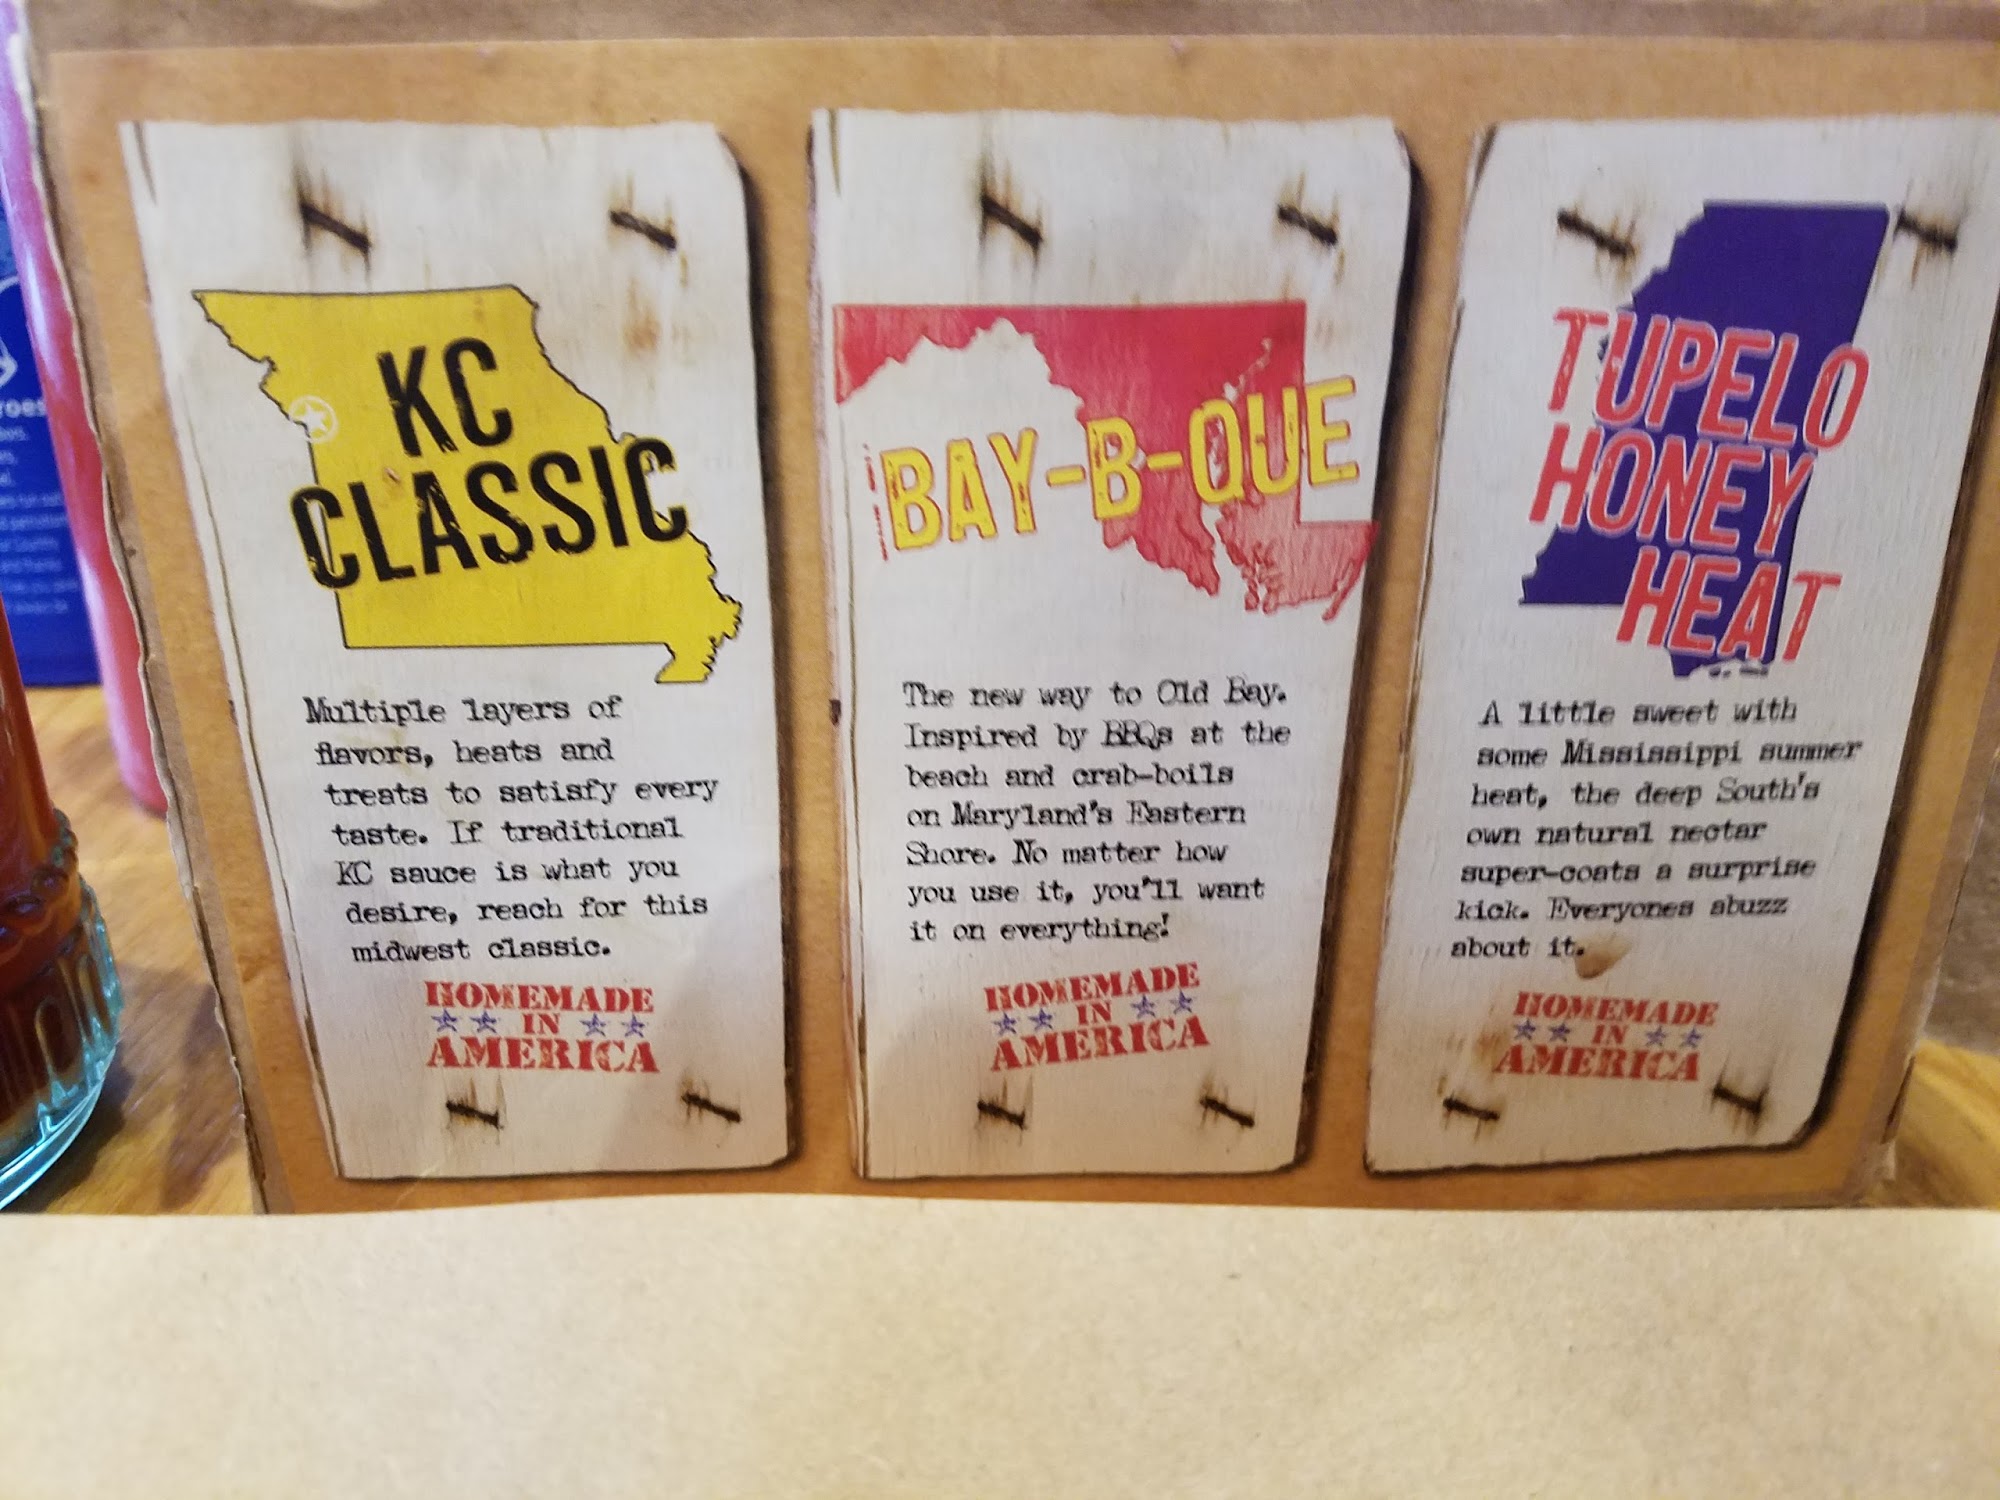 KC
CLASSIC
Multiple layers of
flavors, heats and
treats to satisfy every
taste. If traditional
KC sauce is what you
desire, reach for this
midwest classic.
HOMEMADE
IN
AMERICA
BAY-B-QUE
The new way to Old Bay.
Inspired by BBQs at the
beach and crab-boils
on Maryland's Eastern
Shore. No matter how
you use it, you'll want
it on everything!
HOMEMADE
IN
AMERICA
TUPELO
HONEY
HEAT
A little sweet with
some Mississippi summer
heat, the deep South's
own natural nectar
super-coats a surprise
kick. Everyones abuzz
about it.
HOMEMADE
IN
AMERICA